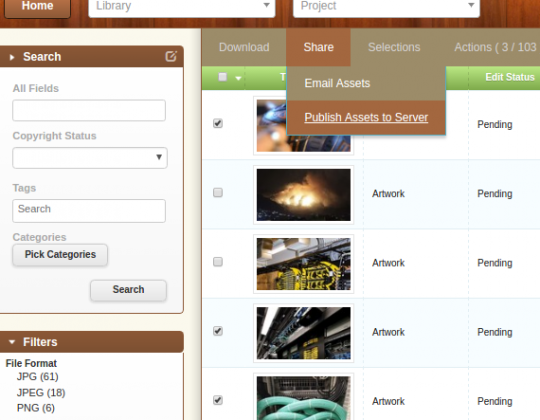 Home
Library
Project
Download
Share
Selections
Actions ( 3 / 103
Search
All Fields
Copyright Status
Tags
Search
Categories
Pick Categories
Search
Filters
File Format
JPG (61)
JPEG (18)
PNG (6)
Email Assets
Publish Assets to Server
T
Edit Status
Pending
Artwork
Pending
Artwork
Pending
Artwork
Pending
Artwork
Pending